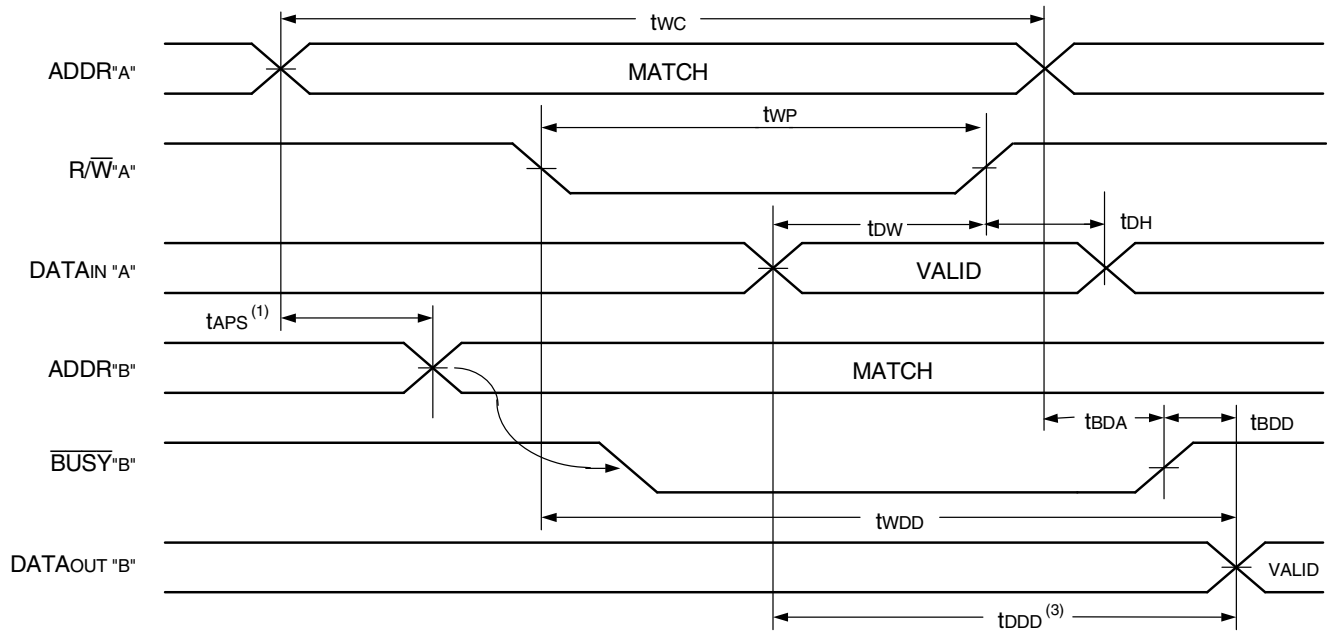 tWC
ADDR"A"
MATCH
tWP
R/W̅"A"
tDW
tDH
DATAIN "A"
VALID
tAPS (1)
ADDR"B"
MATCH
tBDA
tBDD
B̅U̅S̅Y̅"B"
tWDD
DATAOUT "B"
VALID
tDDD (3)